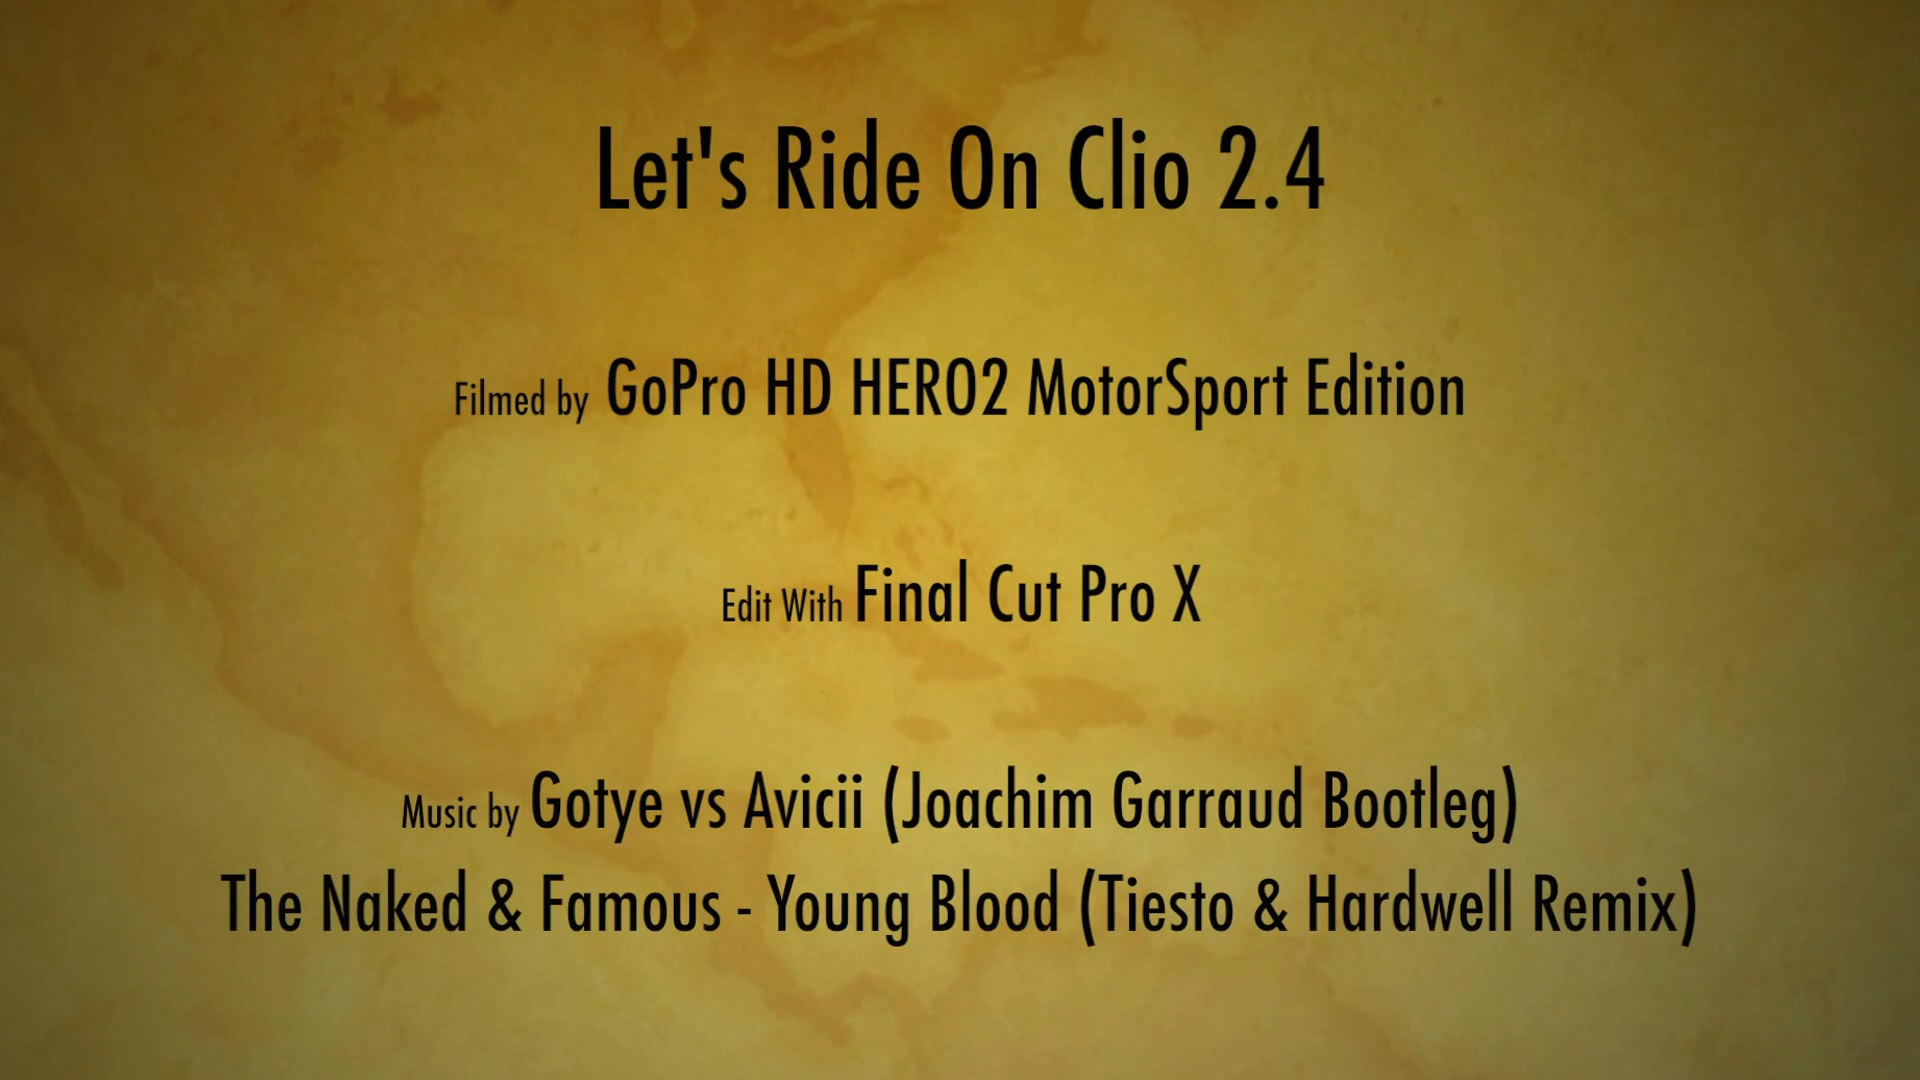 Let's Ride On Clio 2.4
Filmed by GoPro HD HERO2 MotorSport Edition
Edit With Final Cut Pro X
Music by Gotye vs Avicii (Joachim Garraud Bootleg)
The Naked & Famous - Young Blood (Tiesto & Hardwell Remix)